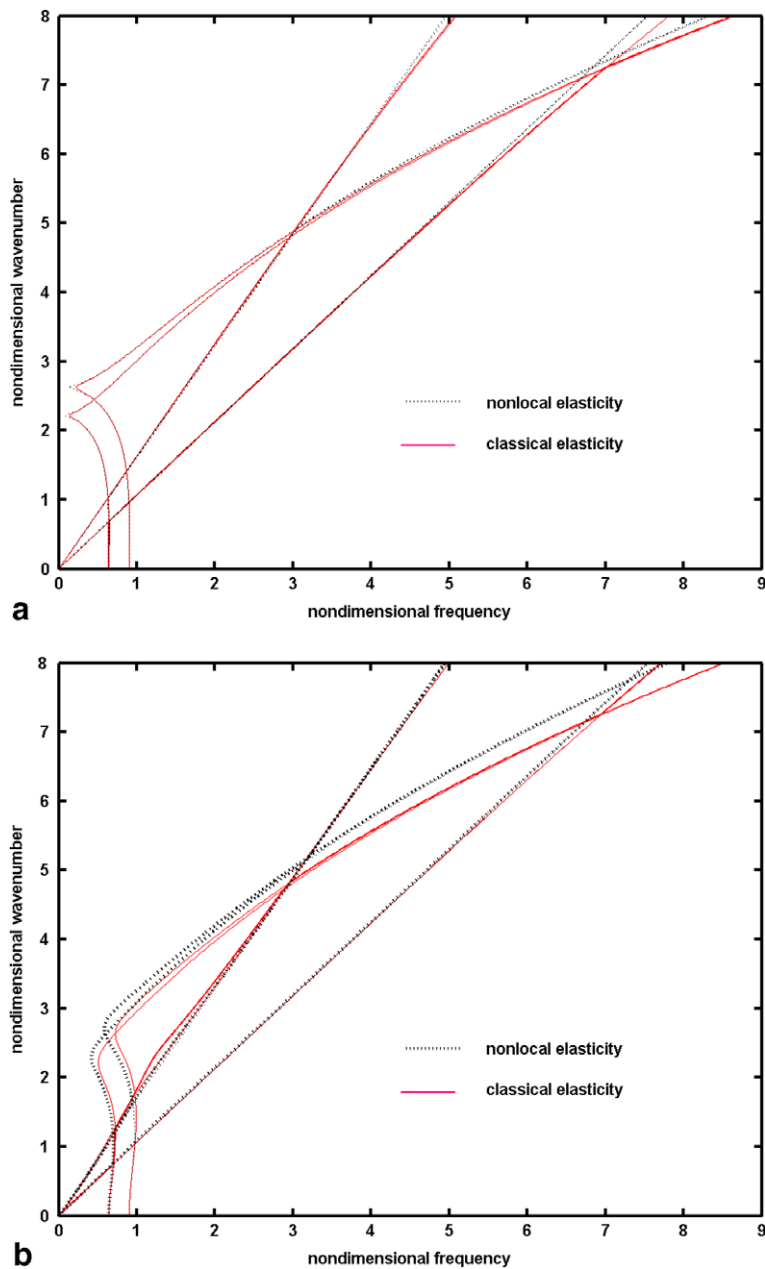 8
7
6
5
4
3
2
1
0
nondimensional wavenumber
nonlocal elasticity
classical elasticity
0 1 2 3 4 5 6 7 8 9
nondimensional frequency
a
8
7
6
5
4
3
2
1
0
nondimensional wavenumber
nonlocal elasticity
classical elasticity
0 1 2 3 4 5 6 7 8 9
nondimensional frequency
b